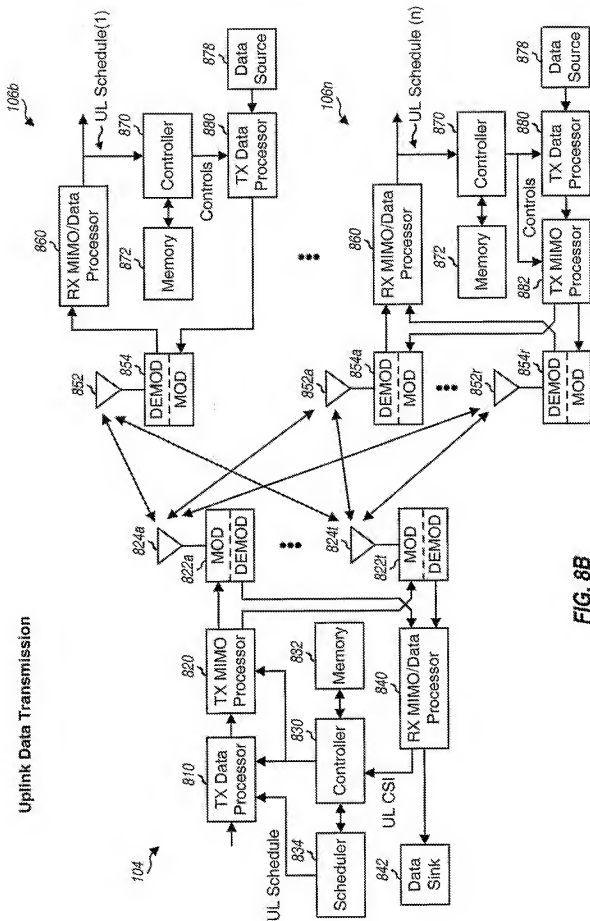 Uplink Data Transmission
104
810
TX Data
Processor
820
TX MIMO
Processor
822a
MOD
DEMOD
824a
822t
MOD
DEMOD
824t
UL Schedule
834
Scheduler
830
Controller
832
Memory
UL CSI
840
RX MIMO/Data
Processor
842
Data
Sink
106b
852
854
DEMOD
MOD
860
RX MIMO/Data
Processor
UL Schedule(1)
870
Controller
872
Memory
Controls
880
TX Data
Processor
878
Data
Source
106n
852a
854a
DEMOD
MOD
852r
854r
DEMOD
MOD
860
RX MIMO/Data
Processor
UL Schedule (n)
870
Controller
872
Memory
Controls
882
TX MIMO
Processor
880
TX Data
Processor
878
Data
Source
FIG. 8B